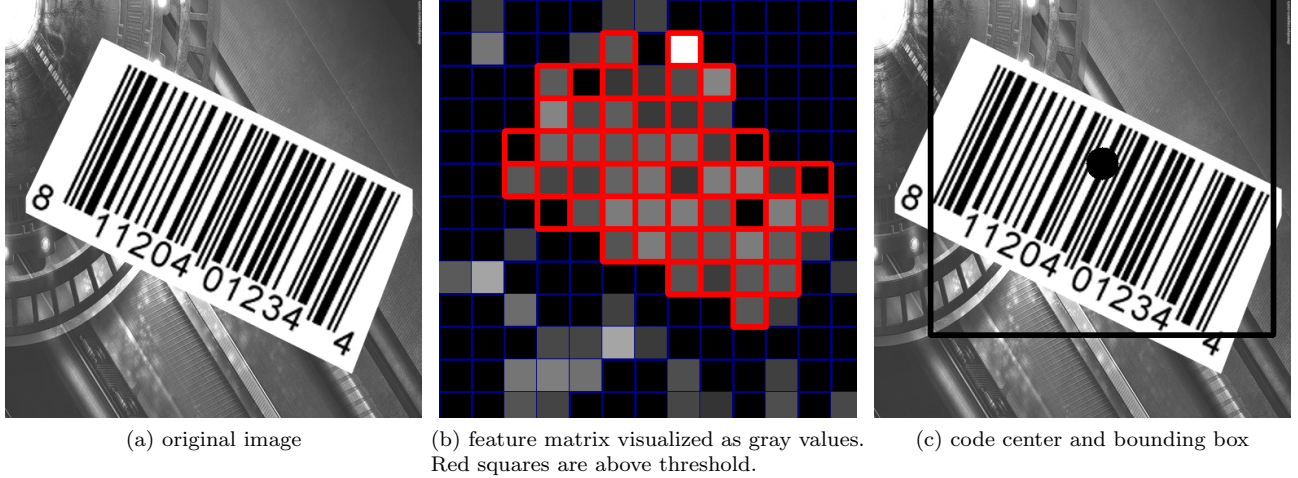 8
11204 01234
4
8
11204 01234
4
(a) original image
(b) feature matrix visualized as gray values.
Red squares are above threshold.
(c) code center and bounding box